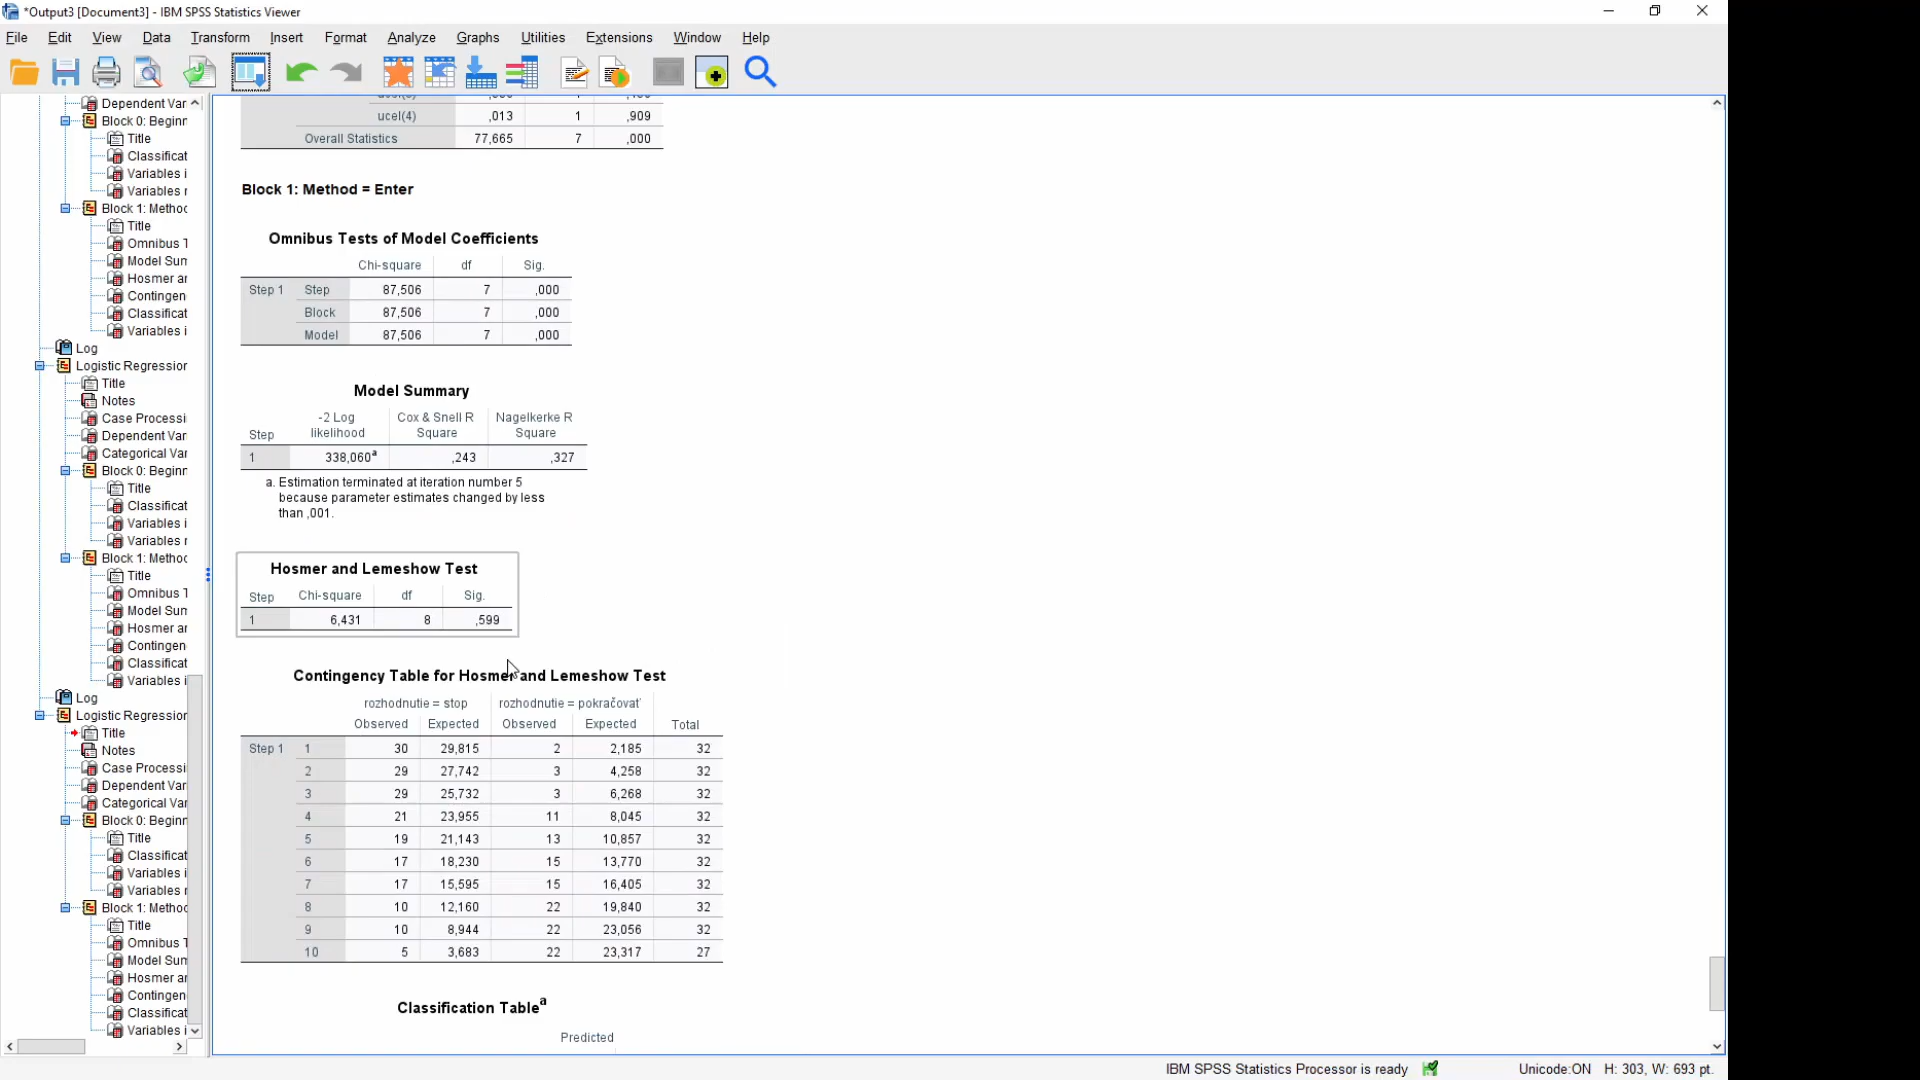 *Output3 [Document3] - IBM SPSS Statistics Viewer
File Edit View Data Transform Insert Format Analyze Graphs Utilities Extensions Window Help
Dependent Var
Block 0: Beginn
Title
Classificat
Variables i
Variables r
Block 1: Methoc
Title
Omnibus T
Model Sum
Hosmer ar
Contingen
Classificat
Variables i
Log
Logistic Regressior
Title
Notes
Case Processi
Dependent Var
Categorical Var
Block 0: Beginn
Title
Classificat
Variables i
Variables r
Block 1: Methoc
Title
Omnibus T
Model Sum
Hosmer ar
Contingen
Classificat
Variables i
Log
Logistic Regressior
Title
Notes
Case Processi
Dependent Var
Categorical Var
Block 0: Beginn
Title
Classificat
Variables i
Variables r
Block 1: Methoc
Title
Omnibus T
Model Sum
Hosmer ar
Contingen
Classificat
Variables i
ucel(4) ,013 1 ,909
Overall Statistics 77,665 7 ,000
Block 1: Method = Enter
Omnibus Tests of Model Coefficients
Chi-square df Sig.
Step 1 Step 87,506 7 ,000
Block 87,506 7 ,000
Model 87,506 7 ,000
Model Summary
Step -2 Log likelihood Cox & Snell R Square Nagelkerke R Square
1 338,060a ,243 ,327
a. Estimation terminated at iteration number 5
because parameter estimates changed by less
than ,001.
Hosmer and Lemeshow Test
Step Chi-square df Sig.
1 6,431 8 ,599
Contingency Table for Hosmer and Lemeshow Test
rozhodnutie = stop rozhodnutie = pokračovať
Observed Expected Observed Expected Total
Step 1 1 30 29,815 2 2,185 32
2 29 27,742 3 4,258 32
3 29 25,732 3 6,268 32
4 21 23,955 11 8,045 32
5 19 21,143 13 10,857 32
6 17 18,230 15 13,770 32
7 17 15,595 15 16,405 32
8 10 12,160 22 19,840 32
9 10 8,944 22 23,056 32
10 5 3,683 22 23,317 27
Classification Tablea
Predicted
IBM SPSS Statistics Processor is ready Unicode:ON H: 303, W: 693 pt.